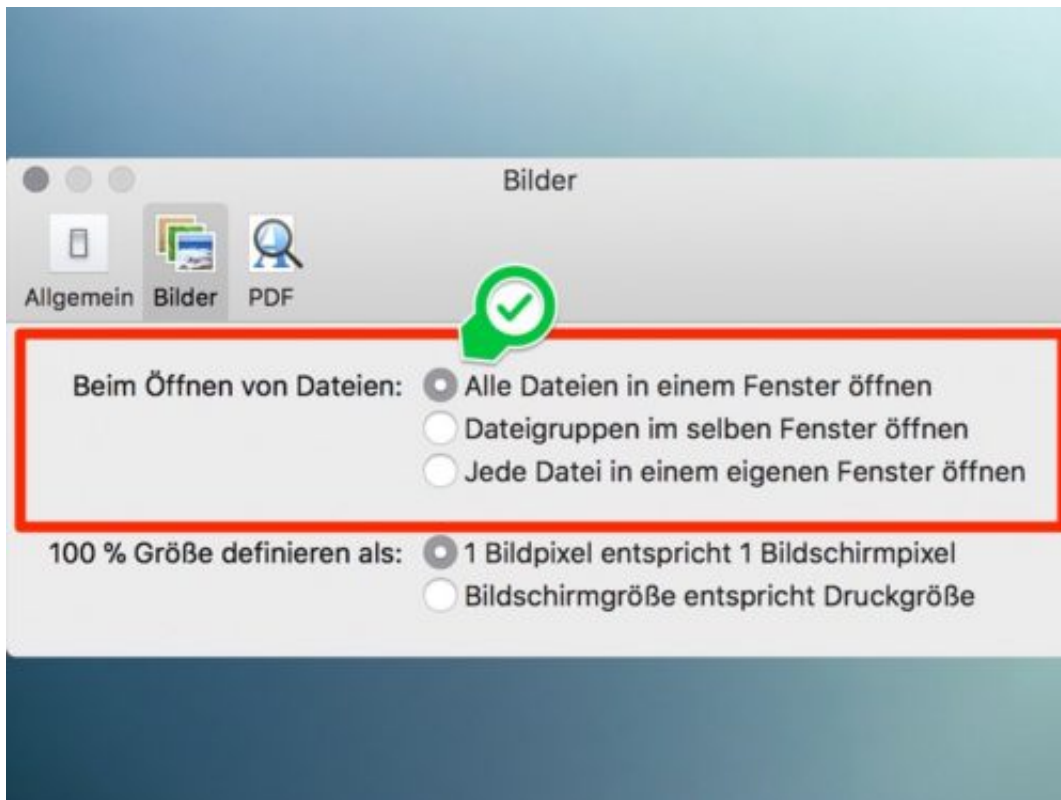 Bilder
Allgemein Bilder PDF
Beim Öffnen von Dateien: Alle Dateien in einem Fenster öffnen
Dateigruppen im selben Fenster öffnen
Jede Datei in einem eigenen Fenster öffnen
100 % Größe definieren als: 1 Bildpixel entspricht 1 Bildschirmpixel
Bildschirmgröße entspricht Druckgröße